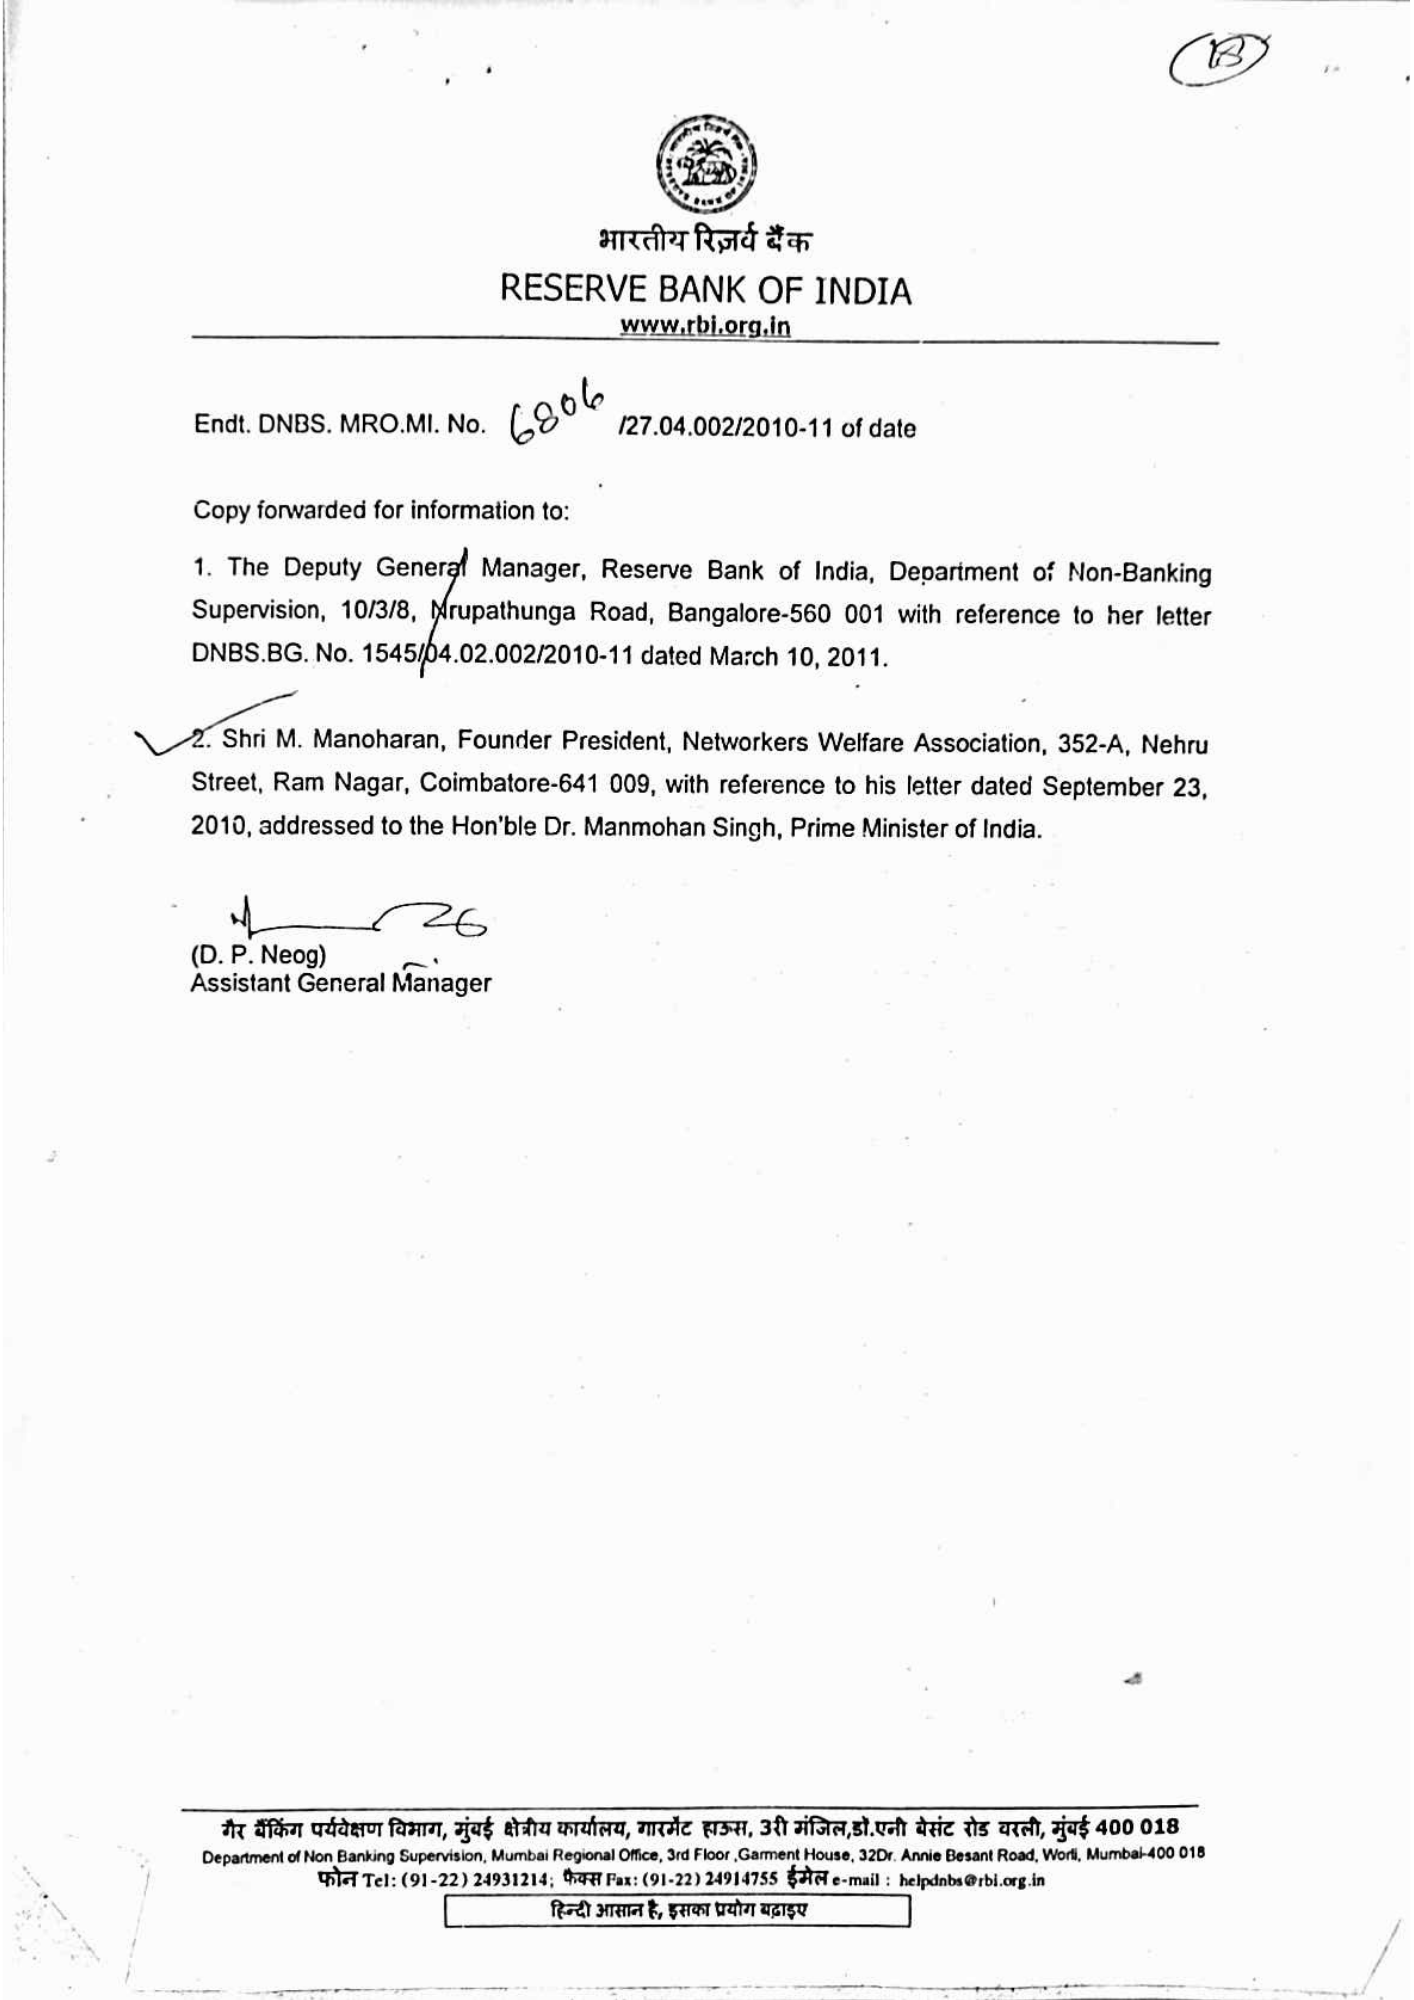 भारतीय रिज़र्व बैंक
RESERVE BANK OF INDIA
www.rbi.org.in
Endt. DNBS. MRO.MI. No. 6806 /27.04.002/2010-11 of date
Copy forwarded for information to:
1. The Deputy General Manager, Reserve Bank of India, Department of Non-Banking
Supervision, 10/3/8, Nrupathunga Road, Bangalore-560 001 with reference to her letter
DNBS.BG. No. 1545/04.02.002/2010-11 dated March 10, 2011.
2. Shri M. Manoharan, Founder President, Networkers Welfare Association, 352-A, Nehru
Street, Ram Nagar, Coimbatore-641 009, with reference to his letter dated September 23,
2010, addressed to the Hon'ble Dr. Manmohan Singh, Prime Minister of India.
(D. P. Neog)
Assistant General Manager
गैर बैंकिंग पर्यवेक्षण विभाग, मुंबई क्षेत्रीय कार्यालय, गारमेंट हाऊस, 3री मंजिल,डॉ.एनी बेसंट रोड वरली, मुंबई 400 018
Department of Non Banking Supervision, Mumbai Regional Office, 3rd Floor ,Garment House, 32Dr. Annie Besant Road, Worli, Mumbai-400 018
फोन Tel: (91-22) 24931214; फैक्स Fax: (91-22) 24914755 ईमेल e-mail : helpdnbs@rbi.org.in
हिन्दी आसान है, इसका प्रयोग बढ़ाइए